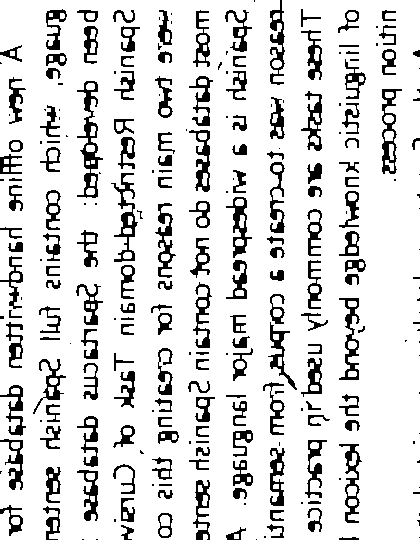 A new offline handwritten database for
guage, which contains full Spanish senten
been developed: the Spartacus database
Spanish Restricted-domain Task of Cursiv
were two main reasons for creating this co
most databases do not contain Spanish sente
Spanish is a widespread major language. A
reason was to create a corpus from semanti
These tasks are commonly used in practice
of linguistic knowledge beyond the lexicon l
nition process.